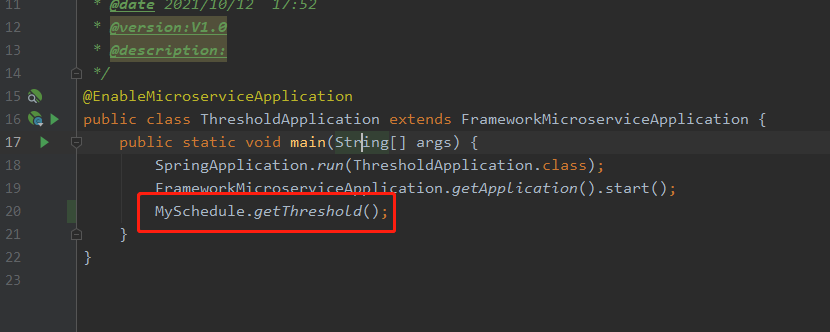 11 * @date 2021/10/12 17:52
12 * @version:V1.0
13 * @description:
14 */
15 @EnableMicroserviceApplication
16 public class ThresholdApplication extends FrameworkMicroserviceApplication {
17 public static void main(String[] args) {
18 SpringApplication.run(ThresholdApplication.class);
19 FrameworkMicroserviceApplication.getApplication().start();
20 MySchedule.getThreshold();
21 }
22 }
23